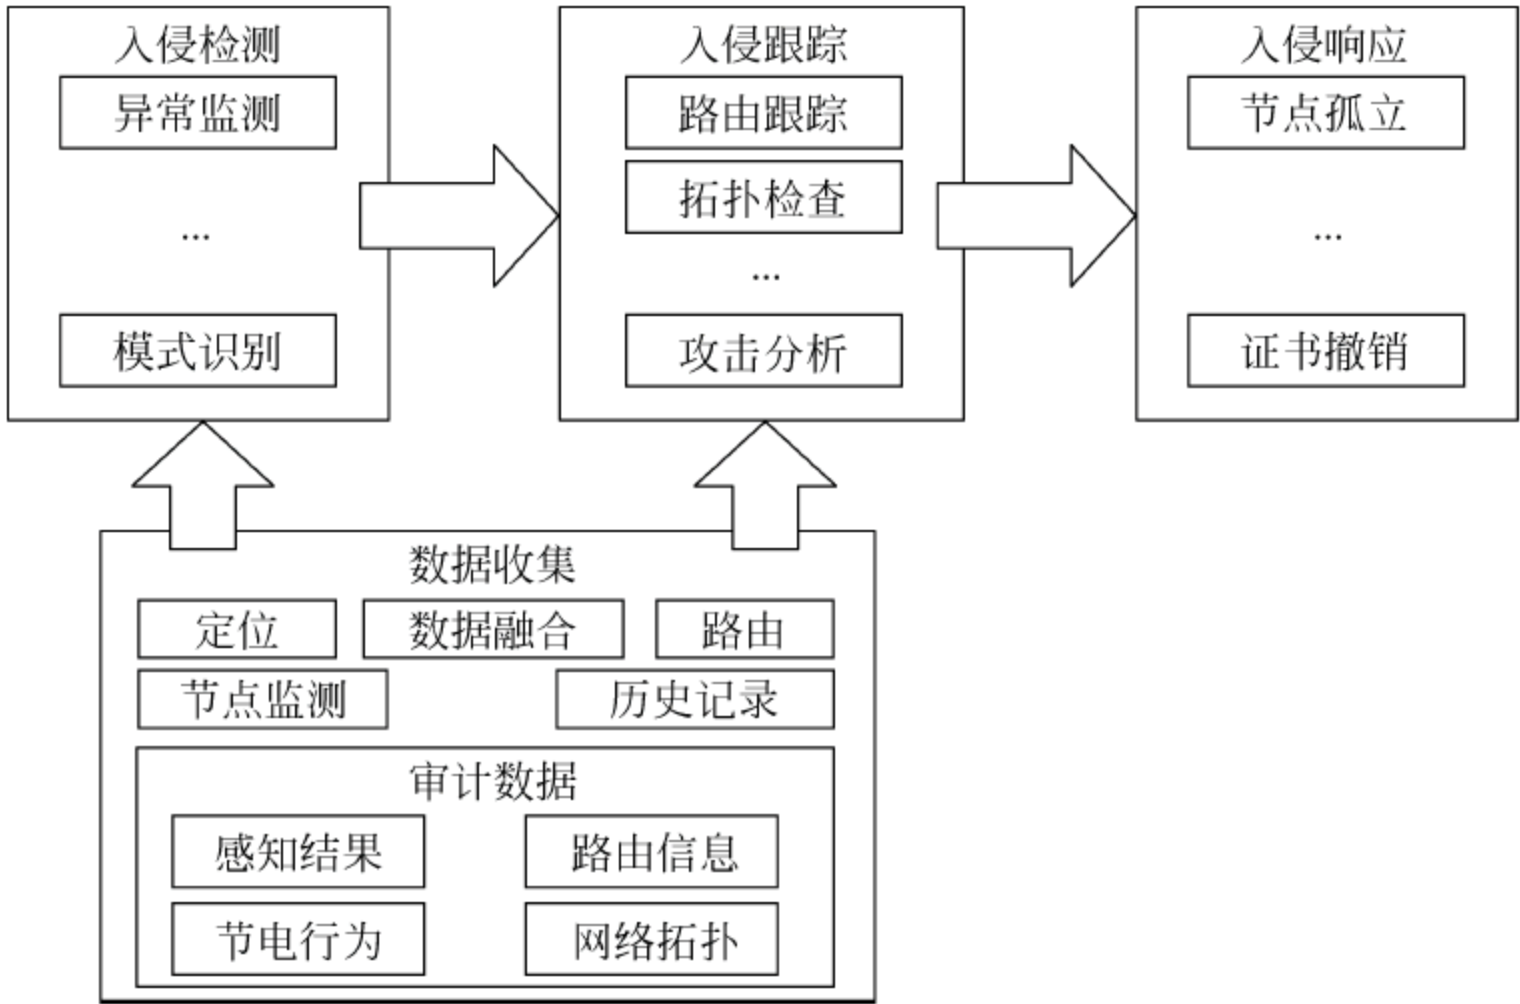 入侵检测
异常监测
...
模式识别
入侵跟踪
路由跟踪
拓扑检查
...
攻击分析
入侵响应
节点孤立
...
证书撤销
数据收集
定位
数据融合
路由
节点监测
历史记录
审计数据
感知结果
路由信息
节电行为
网络拓扑